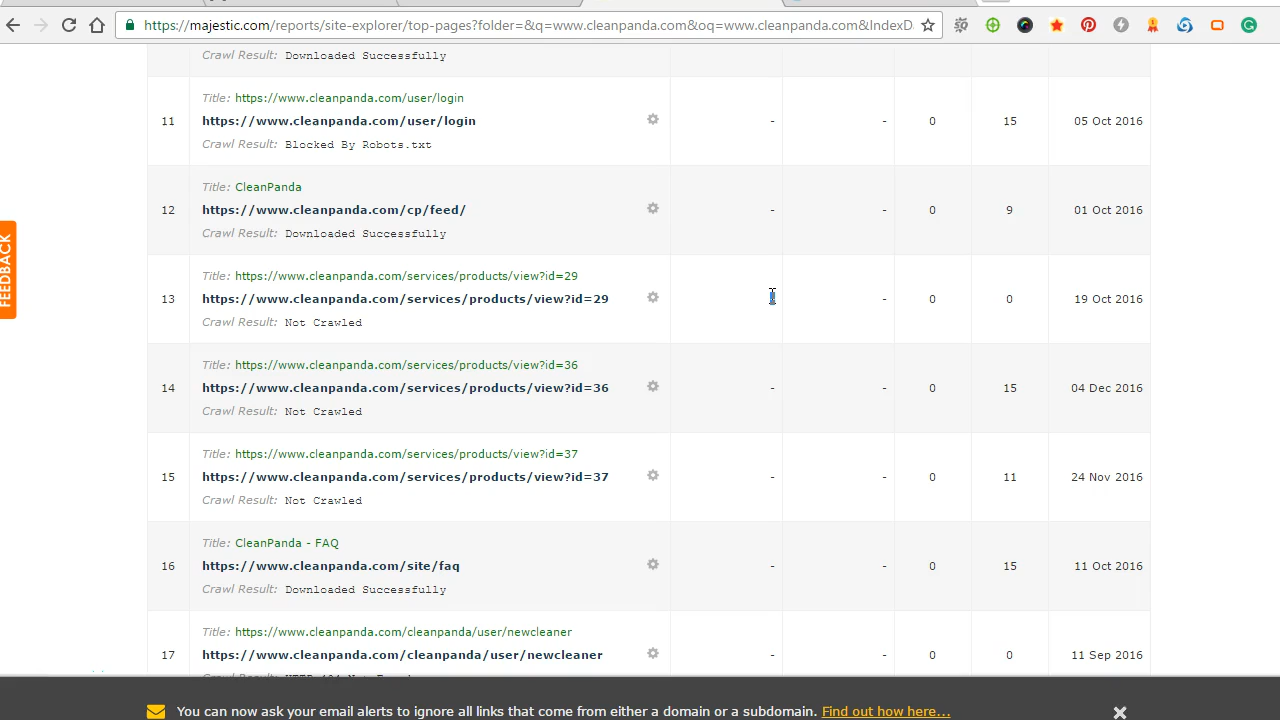 https://majestic.com/reports/site-explorer/top-pages?folder=&q=www.cleanpanda.com&oq=www.cleanpanda.com&IndexD
Crawl Result: Downloaded Successfully
11
Title: https://www.cleanpanda.com/user/login
https://www.cleanpanda.com/user/login
Crawl Result: Blocked By Robots.txt
- - 0 15 05 Oct 2016
12
Title: CleanPanda
https://www.cleanpanda.com/cp/feed/
Crawl Result: Downloaded Successfully
- - 0 9 01 Oct 2016
13
Title: https://www.cleanpanda.com/services/products/view?id=29
https://www.cleanpanda.com/services/products/view?id=29
Crawl Result: Not Crawled
- - 0 0 19 Oct 2016
14
Title: https://www.cleanpanda.com/services/products/view?id=36
https://www.cleanpanda.com/services/products/view?id=36
Crawl Result: Not Crawled
- - 0 15 04 Dec 2016
15
Title: https://www.cleanpanda.com/services/products/view?id=37
https://www.cleanpanda.com/services/products/view?id=37
Crawl Result: Not Crawled
- - 0 11 24 Nov 2016
16
Title: CleanPanda - FAQ
https://www.cleanpanda.com/site/faq
Crawl Result: Downloaded Successfully
- - 0 15 11 Oct 2016
17
Title: https://www.cleanpanda.com/cleanpanda/user/newcleaner
https://www.cleanpanda.com/cleanpanda/user/newcleaner
- - 0 0 11 Sep 2016
FEEDBACK
You can now ask your email alerts to ignore all links that come from either a domain or a subdomain. Find out how here...